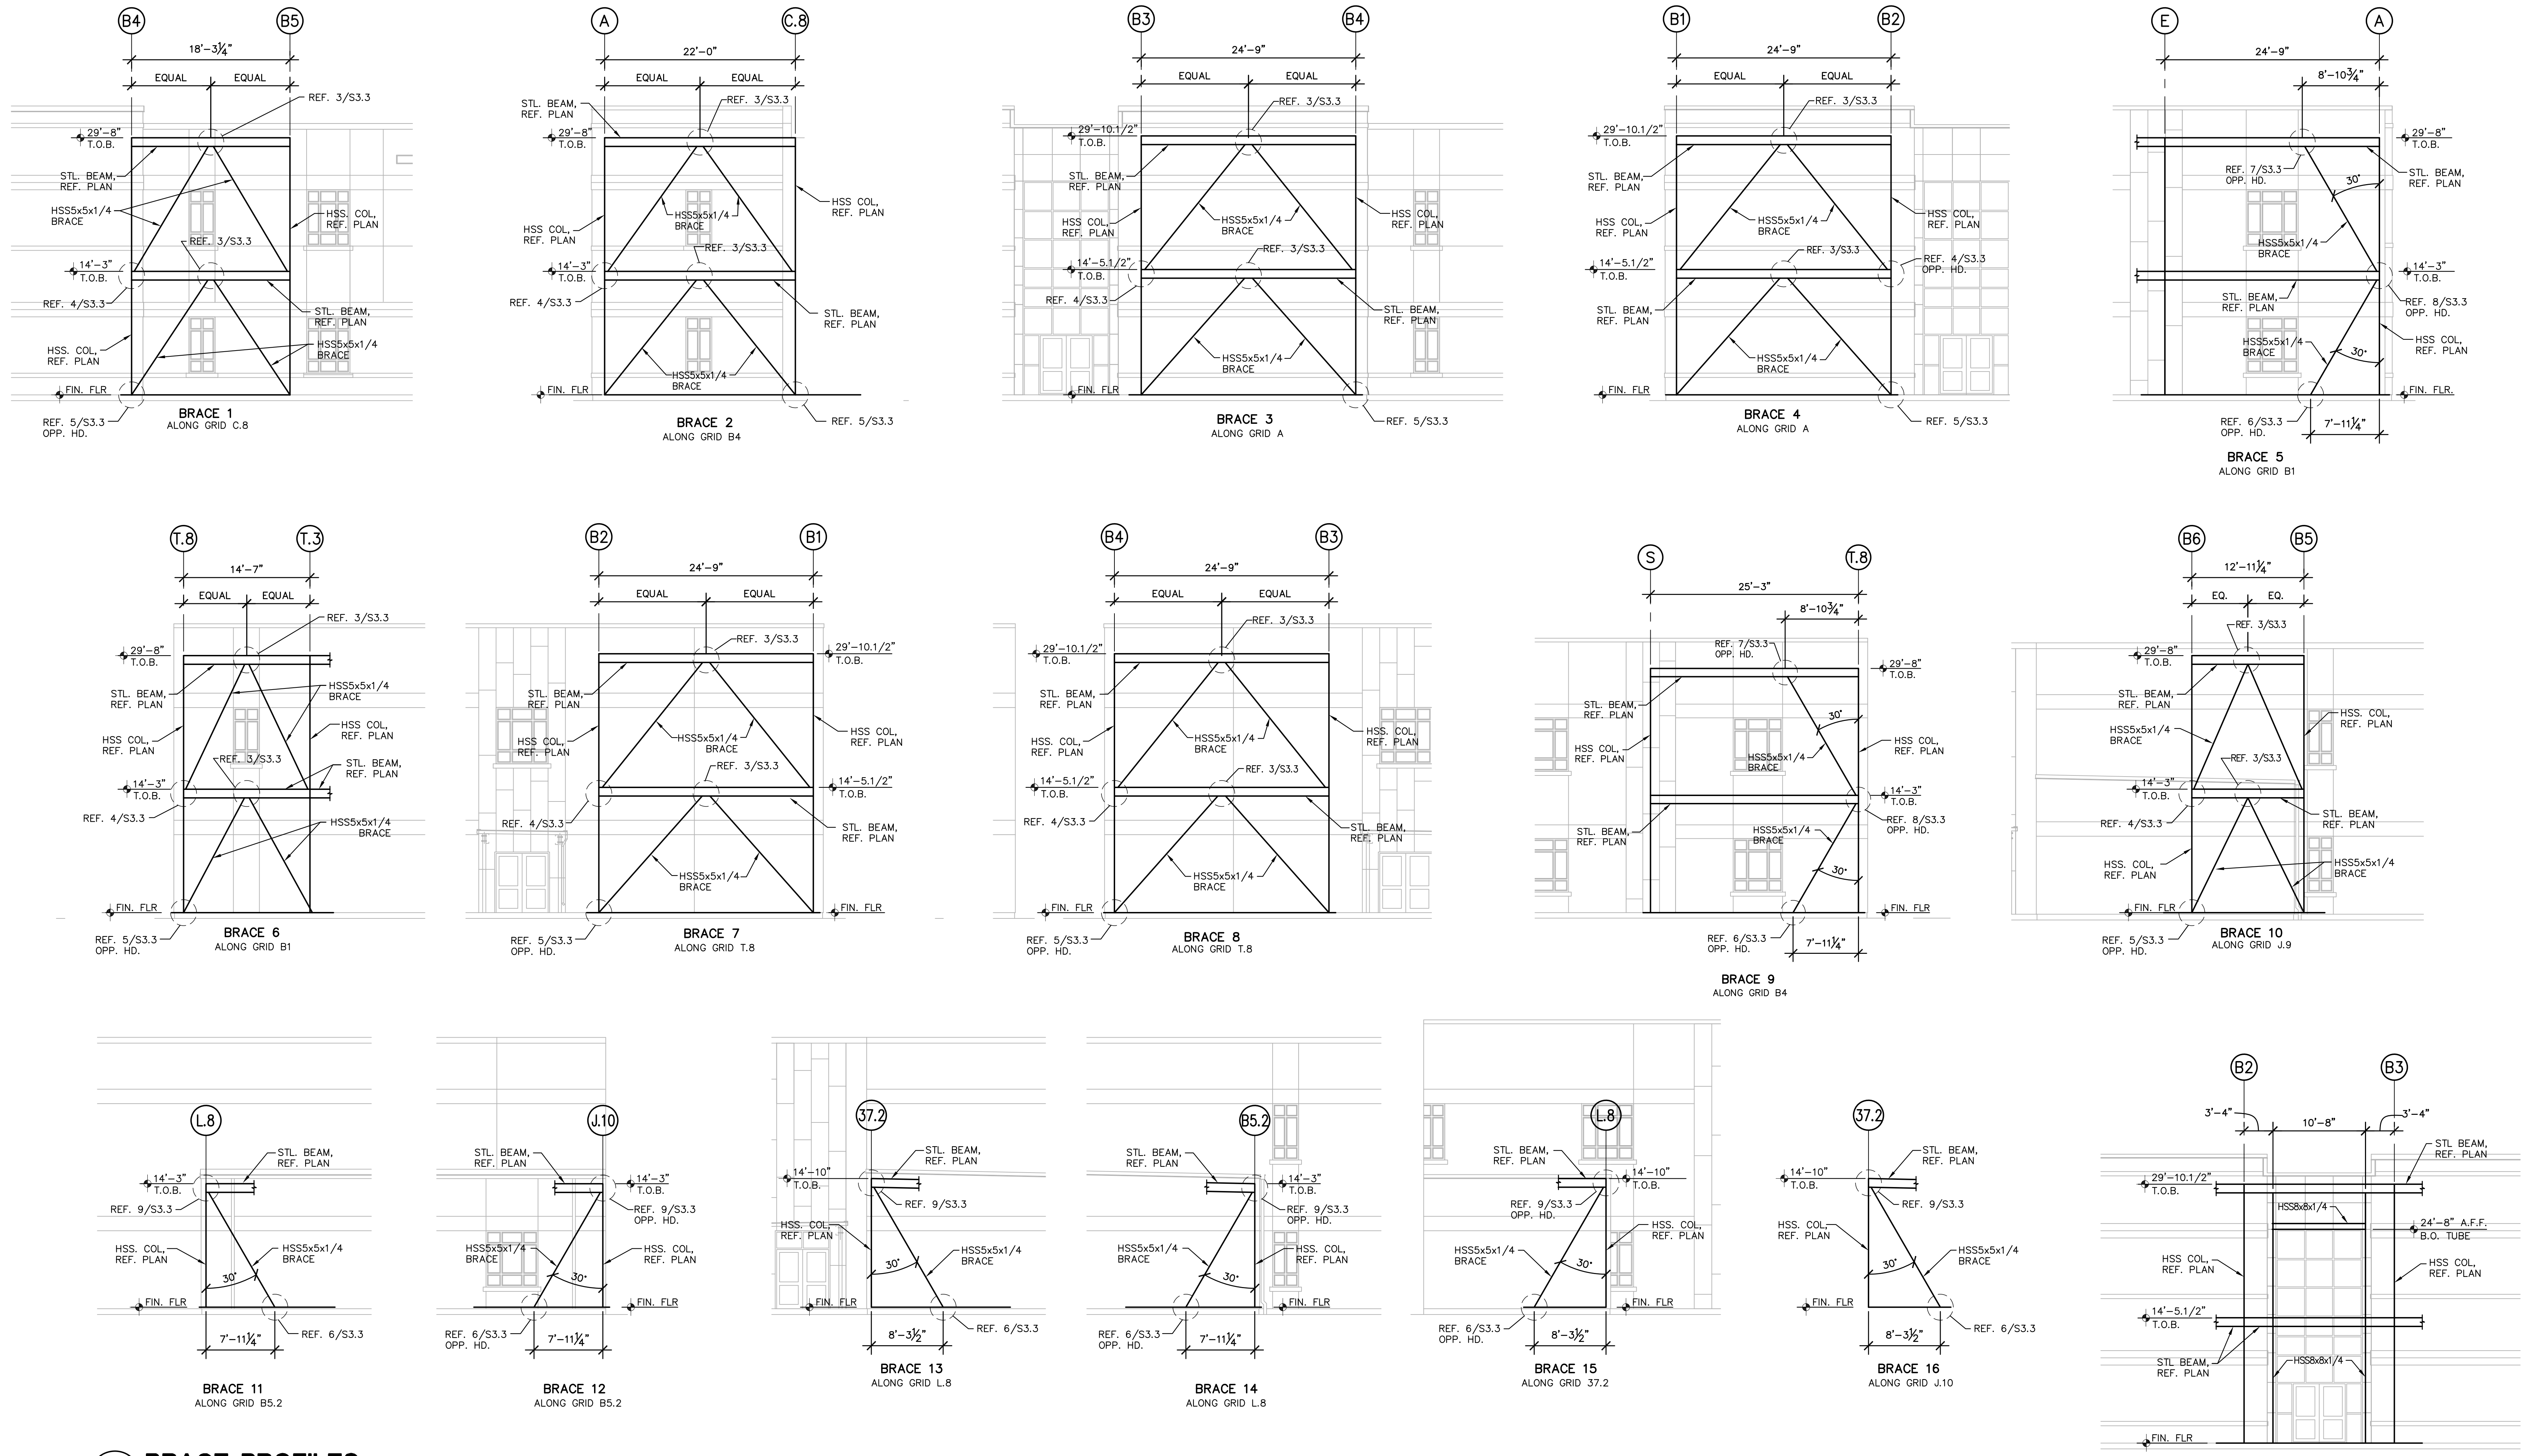 B4
B5
18'-3¼"
EQUAL
EQUAL
REF. 3/S3.3
29'-8"
T.O.B.
STL. BEAM,
REF. PLAN
HSS5x5x1/4
BRACE
HSS. COL,
REF. PLAN
REF. 3/S3.3
14'-3"
T.O.B.
REF. 4/S3.3
STL. BEAM,
REF. PLAN
HSS. COL,
REF. PLAN
HSS5x5x1/4
BRACE
FIN. FLR
REF. 5/S3.3
OPP. HD.
BRACE 1
ALONG GRID C.8
A
C.8
22'-0"
EQUAL
EQUAL
STL. BEAM,
REF. PLAN
REF. 3/S3.3
29'-8"
T.O.B.
HSS COL,
REF. PLAN
HSS5x5x1/4
BRACE
HSS COL,
REF. PLAN
REF. 3/S3.3
14'-3"
T.O.B.
REF. 4/S3.3
STL. BEAM,
REF. PLAN
HSS5x5x1/4
BRACE
FIN. FLR
REF. 5/S3.3
BRACE 2
ALONG GRID B4
B3
B4
24'-9"
EQUAL
EQUAL
REF. 3/S3.3
29'-10.1/2"
T.O.B.
STL. BEAM,
REF. PLAN
HSS COL,
REF. PLAN
HSS5x5x1/4
BRACE
HSS COL,
REF. PLAN
REF. 3/S3.3
14'-5.1/2"
T.O.B.
REF. 4/S3.3
STL. BEAM,
REF. PLAN
HSS5x5x1/4
BRACE
FIN. FLR
REF. 5/S3.3
BRACE 3
ALONG GRID A
B1
B2
24'-9"
EQUAL
EQUAL
REF. 3/S3.3
29'-10.1/2"
T.O.B.
STL. BEAM,
REF. PLAN
HSS COL,
REF. PLAN
HSS5x5x1/4
BRACE
HSS COL,
REF. PLAN
REF. 3/S3.3
14'-5.1/2"
T.O.B.
REF. 4/S3.3
OPP. HD.
STL. BEAM,
REF. PLAN
HSS5x5x1/4
BRACE
FIN. FLR
REF. 5/S3.3
BRACE 4
ALONG GRID A
E
A
24'-9"
8'-10¾"
29'-8"
T.O.B.
REF. 7/S3.3
OPP. HD.
30°
STL. BEAM,
REF. PLAN
HSS5x5x1/4
BRACE
14'-3"
T.O.B.
STL. BEAM,
REF. PLAN
REF. 8/S3.3
OPP. HD.
HSS5x5x1/4
BRACE
30°
HSS COL,
REF. PLAN
FIN. FLR.
REF. 6/S3.3
OPP. HD.
7'-11¼"
BRACE 5
ALONG GRID B1
T.8
T.3
14'-7"
EQUAL
EQUAL
REF. 3/S3.3
29'-8"
T.O.B.
STL. BEAM,
REF. PLAN
HSS5x5x1/4
BRACE
HSS COL,
REF. PLAN
HSS COL,
REF. PLAN
REF. 3/S3.3
STL. BEAM,
REF. PLAN
14'-3"
T.O.B.
REF. 4/S3.3
HSS5x5x1/4
BRACE
FIN. FLR
REF. 5/S3.3
OPP. HD.
BRACE 6
ALONG GRID B1
B2
B1
24'-9"
EQUAL
EQUAL
REF. 3/S3.3
29'-10.1/2"
T.O.B.
STL. BEAM,
REF. PLAN
HSS COL,
REF. PLAN
HSS5x5x1/4
BRACE
HSS COL,
REF. PLAN
REF. 3/S3.3
14'-5.1/2"
T.O.B.
REF. 4/S3.3
STL. BEAM,
REF. PLAN
HSS5x5x1/4
BRACE
FIN. FLR
REF. 5/S3.3
OPP. HD.
BRACE 7
ALONG GRID T.8
B4
B3
24'-9"
EQUAL
EQUAL
REF. 3/S3.3
29'-10.1/2"
T.O.B.
STL. BEAM,
REF. PLAN
HSS. COL,
REF. PLAN
HSS5x5x1/4
BRACE
HSS. COL,
REF. PLAN
REF. 3/S3.3
14'-5.1/2"
T.O.B.
REF. 4/S3.3
STL. BEAM,
REF. PLAN
HSS5x5x1/4
BRACE
FIN. FLR
REF. 5/S3.3
OPP. HD.
BRACE 8
ALONG GRID T.8
S
T.8
25'-3"
8'-10¾"
REF. 7/S3.3
OPP. HD.
29'-8"
T.O.B.
STL. BEAM,
REF. PLAN
30°
HSS COL,
REF. PLAN
HSS5x5x1/4
BRACE
HSS COL,
REF. PLAN
14'-3"
T.O.B.
STL. BEAM,
REF. PLAN
HSS5x5x1/4
BRACE
REF. 8/S3.3
OPP. HD.
30°
FIN. FLR
REF. 6/S3.3
OPP. HD.
7'-11¼"
BRACE 9
ALONG GRID B4
B6
B5
12'-11¼"
EQ.
EQ.
REF. 3/S3.3
29'-8"
T.O.B.
STL. BEAM,
REF. PLAN
HSS5x5x1/4
BRACE
HSS. COL,
REF. PLAN
REF. 3/S3.3
14'-3"
T.O.B.
REF. 4/S3.3
STL. BEAM,
REF. PLAN
HSS. COL,
REF. PLAN
HSS5x5x1/4
BRACE
FIN. FLR
REF. 5/S3.3
OPP. HD.
BRACE 10
ALONG GRID J.9
L.8
STL. BEAM,
REF. PLAN
14'-3"
T.O.B.
REF. 9/S3.3
HSS. COL,
REF. PLAN
HSS5x5x1/4
BRACE
30°
FIN. FLR
REF. 6/S3.3
7'-11¼"
BRACE 11
ALONG GRID B5.2
J.10
STL. BEAM,
REF. PLAN
14'-3"
T.O.B.
REF. 9/S3.3
OPP. HD.
HSS5x5x1/4
BRACE
HSS. COL,
REF. PLAN
30°
FIN. FLR
REF. 6/S3.3
OPP. HD.
7'-11¼"
BRACE 12
ALONG GRID B5.2
37.2
STL. BEAM,
REF. PLAN
14'-10"
T.O.B.
REF. 9/S3.3
HSS. COL,
REF. PLAN
HSS5x5x1/4
BRACE
30°
FIN. FLR
REF. 6/S3.3
8'-3½"
BRACE 13
ALONG GRID L.8
B5.2
STL. BEAM,
REF. PLAN
14'-3"
T.O.B.
REF. 9/S3.3
OPP. HD.
HSS5x5x1/4
BRACE
HSS. COL,
REF. PLAN
30°
FIN. FLR
REF. 6/S3.3
OPP. HD.
7'-11¼"
BRACE 14
ALONG GRID L.8
L.8
STL. BEAM,
REF. PLAN
14'-10"
T.O.B.
REF. 9/S3.3
OPP. HD.
HSS. COL,
REF. PLAN
HSS5x5x1/4
BRACE
30°
FIN. FLR
REF. 6/S3.3
OPP. HD.
8'-3½"
BRACE 15
ALONG GRID 37.2
37.2
STL. BEAM,
REF. PLAN
14'-10"
T.O.B.
REF. 9/S3.3
HSS. COL,
REF. PLAN
HSS5x5x1/4
BRACE
30°
FIN. FLR
REF. 6/S3.3
8'-3½"
BRACE 16
ALONG GRID J.10
B2
B3
3'-4"
10'-8"
3'-4"
STL BEAM,
REF. PLAN
29'-10.1/2"
T.O.B.
HSS8x8x1/4
24'-8" A.F.F.
B.O. TUBE
HSS COL,
REF. PLAN
HSS COL,
REF. PLAN
14'-5.1/2"
T.O.B.
STL BEAM,
REF. PLAN
HSS8x8x1/4
FIN. FLR
BRACE PROFILES